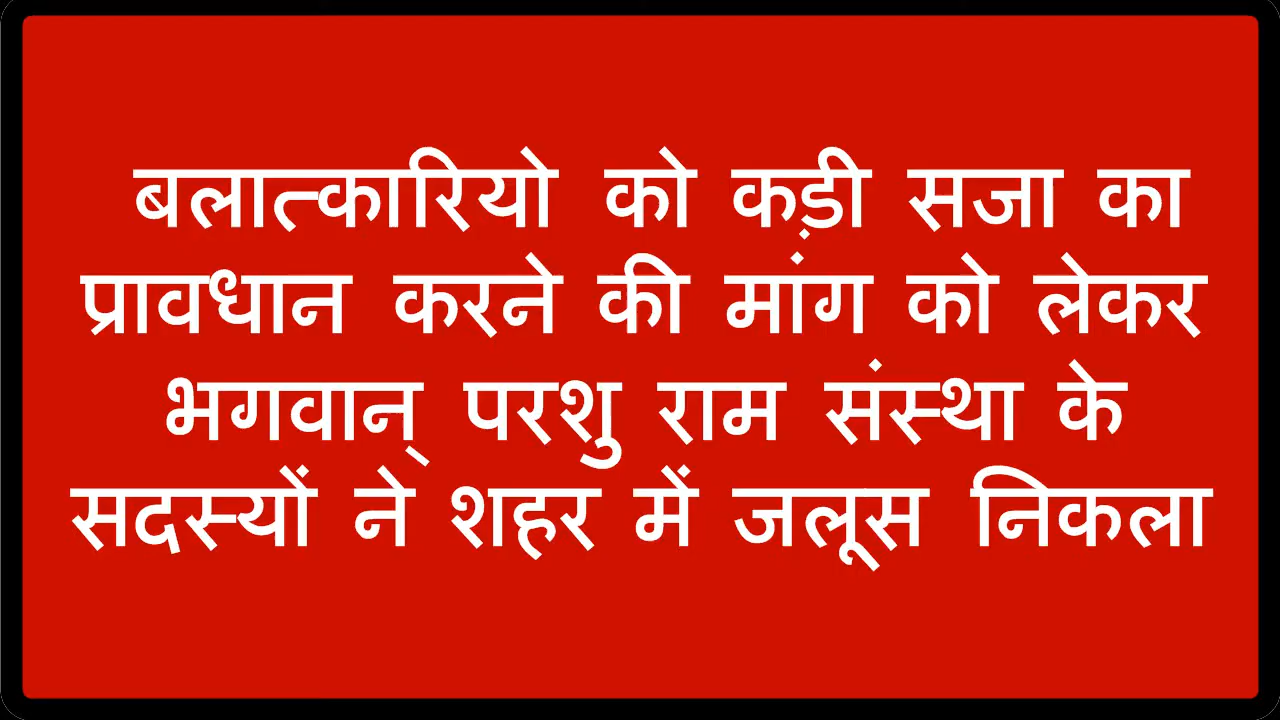 बलात्कारियो को कड़ी सजा का
प्रावधान करने की मांग को लेकर
भगवान् परशु राम संस्था के
सदस्यों ने शहर में जलूस निकला